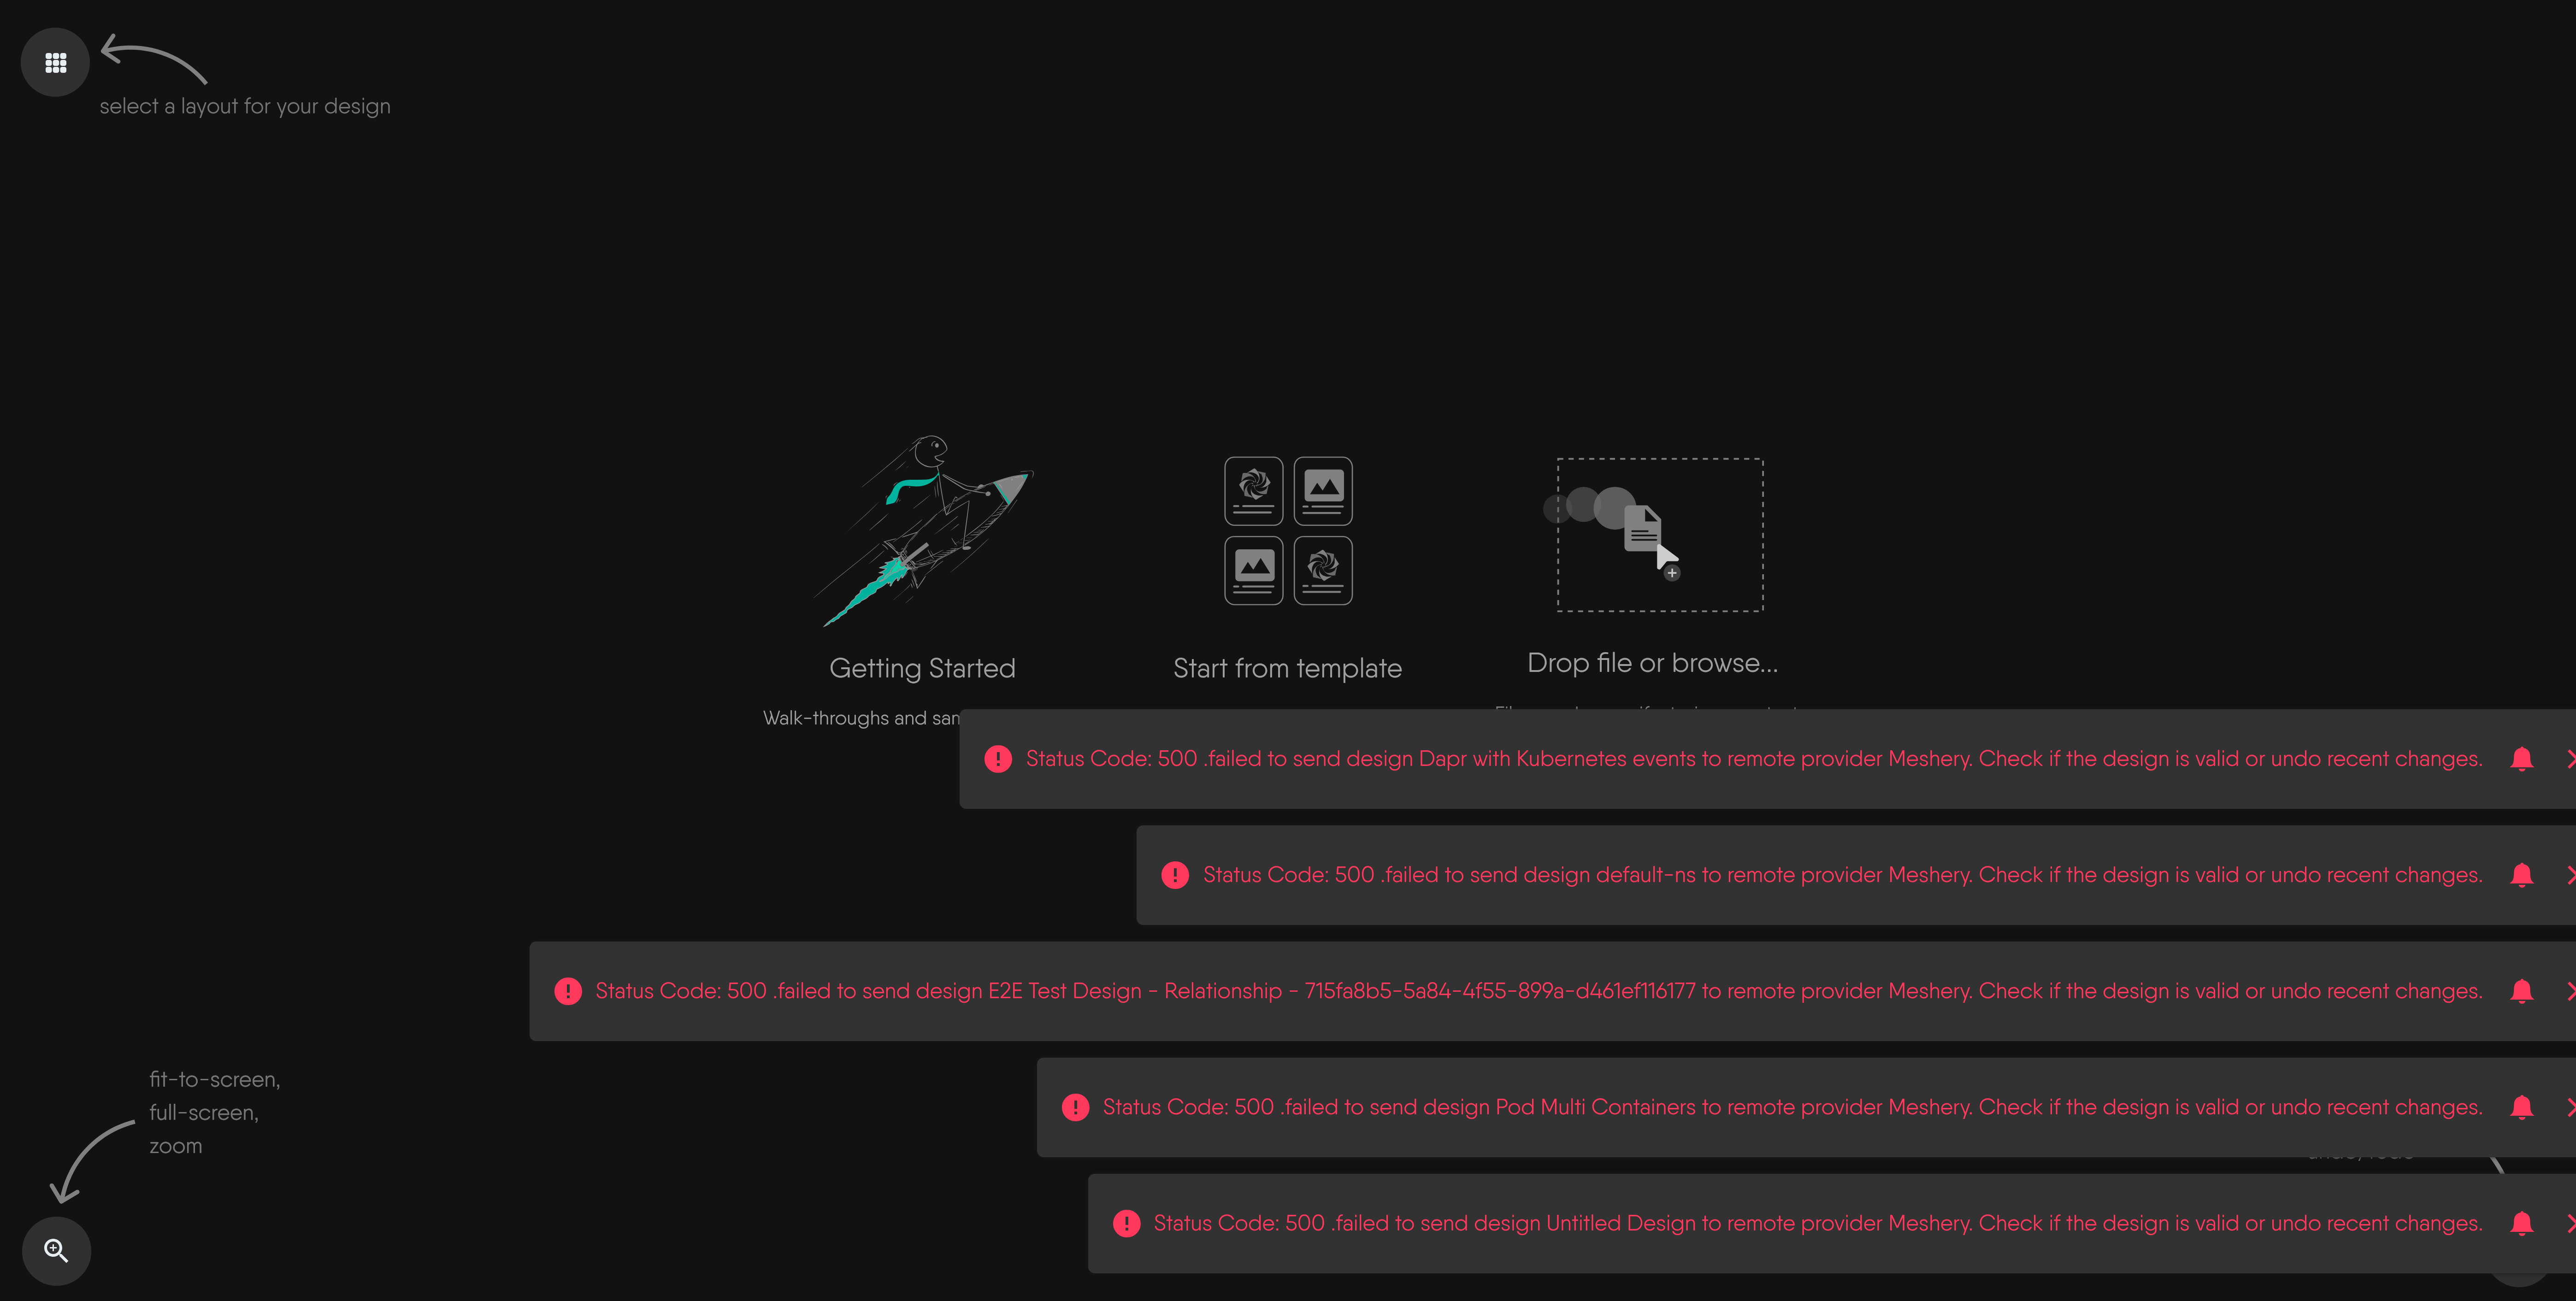 select a layout for your design
Getting Started
Start from template
Drop file or browse...
Walk-throughs and
Status Code: 500 .failed to send design Dapr with Kubernetes events to remote provider Meshery. Check if the design is valid or undo recent changes.
Status Code: 500 .failed to send design default-ns to remote provider Meshery. Check if the design is valid or undo recent changes.
Status Code: 500 .failed to send design E2E Test Design - Relationship - 715fa8b5-5a84-4f55-899a-d461ef116177 to remote provider Meshery. Check if the design is valid or undo recent changes.
fit-to-screen,
full-screen,
zoom
Status Code: 500 .failed to send design Pod Multi Containers to remote provider Meshery. Check if the design is valid or undo recent changes.
Status Code: 500 .failed to send design Untitled Design to remote provider Meshery. Check if the design is valid or undo recent changes.